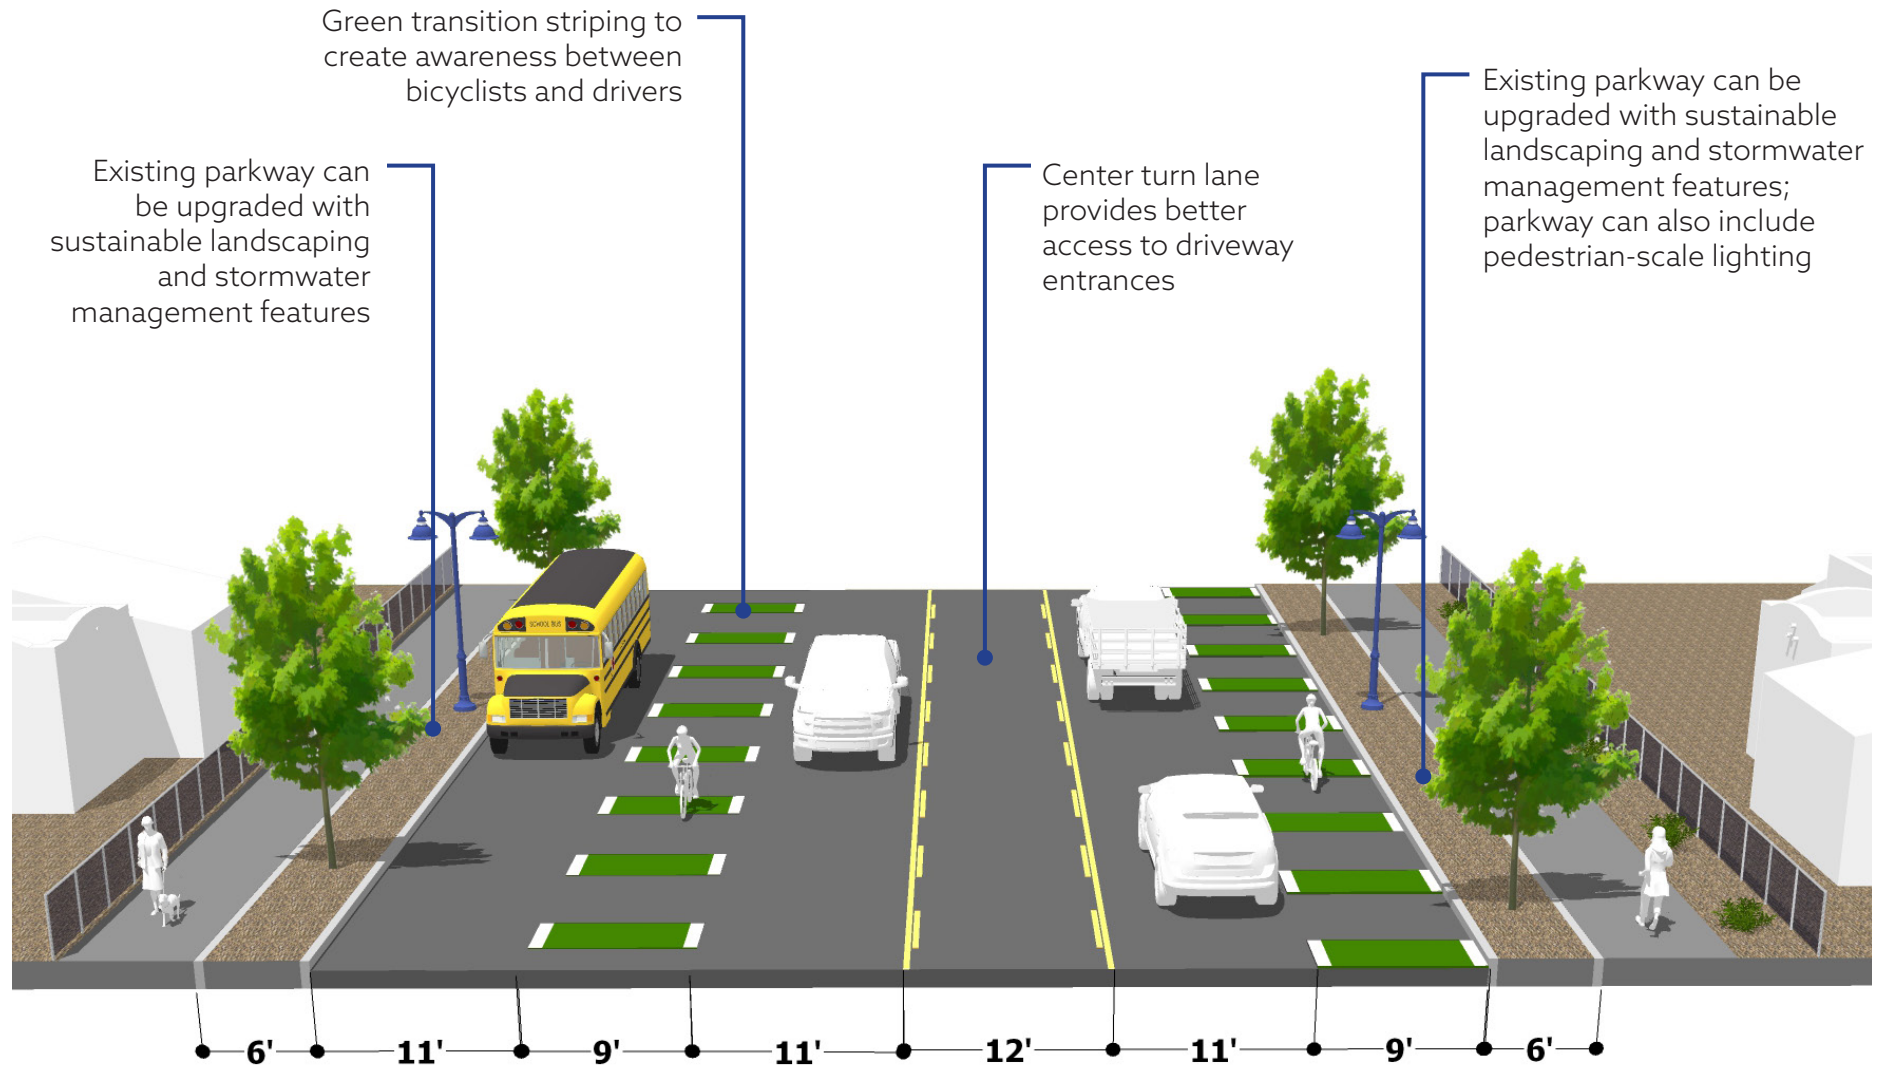 Green transition striping to
create awareness between
bicyclists and drivers
Existing parkway can
be upgraded with
sustainable landscaping
and stormwater
management features
Center turn lane
provides better
access to driveway
entrances
Existing parkway can be
upgraded with sustainable
landscaping and stormwater
management features;
parkway can also include
pedestrian-scale lighting
SCHOOL BUS
6' 11' 9' 11' 12' 11' 9' 6'